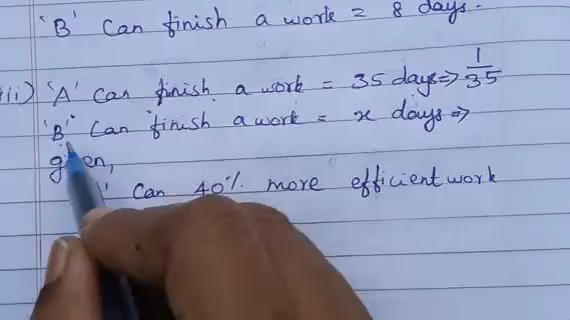 'B' Can finish a work = 8 days.
ii) 'A' Can finish a work = 35 days ⇒ 1/35
'B' Can finish a work = x days ⇒
given,
Can 40% more efficient work